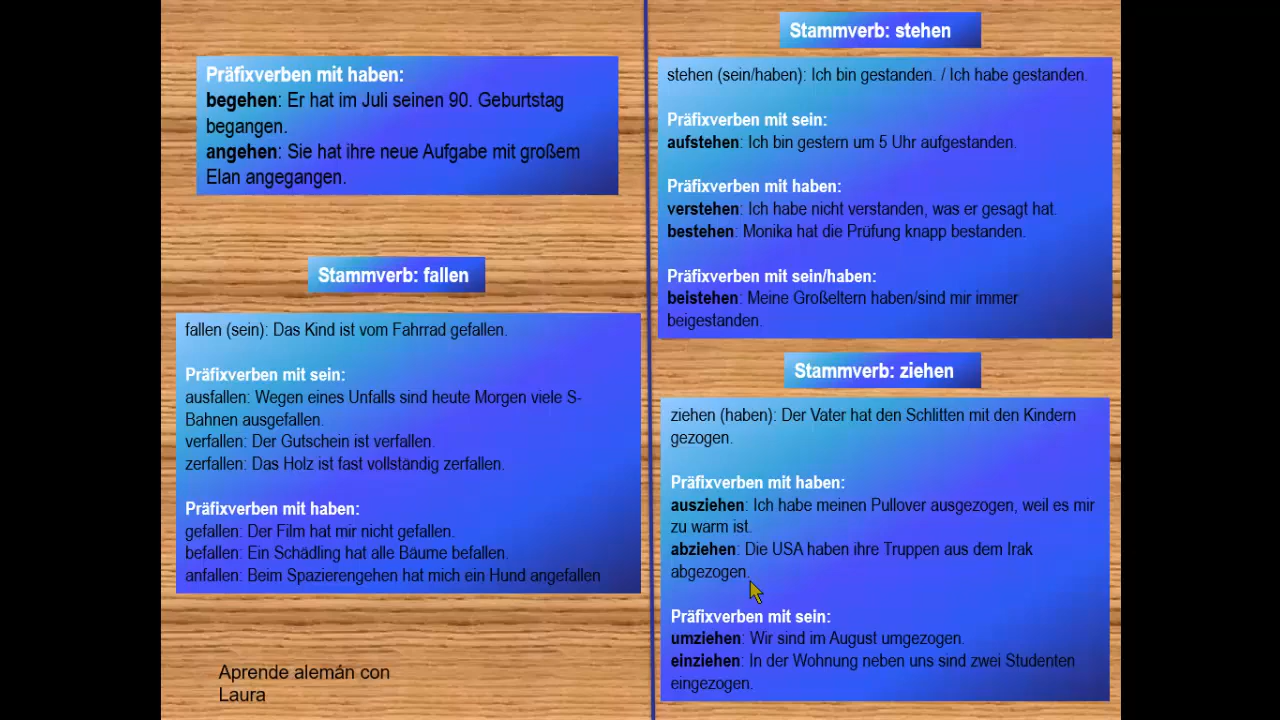 Präfixverben mit haben:
begehen: Er hat im Juli seinen 90. Geburtstag
begangen.
angehen: Sie hat ihre neue Aufgabe mit großem
Elan angegangen.
Stammverb: fallen
fallen (sein): Das Kind ist vom Fahrrad gefallen.
Präfixverben mit sein:
ausfallen: Wegen eines Unfalls sind heute Morgen viele S-
Bahnen ausgefallen.
verfallen: Der Gutschein ist verfallen.
zerfallen: Das Holz ist fast vollständig zerfallen.
Präfixverben mit haben:
gefallen: Der Film hat mir nicht gefallen.
befallen: Ein Schädling hat alle Bäume befallen.
anfallen: Beim Spazierengehen hat mich ein Hund angefallen
Aprende alemán con
Laura
Stammverb: stehen
stehen (sein/haben): Ich bin gestanden. / Ich habe gestanden.
Präfixverben mit sein:
aufstehen: Ich bin gestern um 5 Uhr aufgestanden.
Präfixverben mit haben:
verstehen: Ich habe nicht verstanden, was er gesagt hat.
bestehen: Monika hat die Prüfung knapp bestanden.
Präfixverben mit sein/haben:
beistehen: Meine Großeltern haben/sind mir immer
beigestanden.
Stammverb: ziehen
ziehen (haben): Der Vater hat den Schlitten mit den Kindern
gezogen.
Präfixverben mit haben:
ausziehen: Ich habe meinen Pullover ausgezogen, weil es mir
zu warm ist.
abziehen: Die USA haben ihre Truppen aus dem Irak
abgezogen.
Präfixverben mit sein:
umziehen: Wir sind im August umgezogen.
einziehen: In der Wohnung neben uns sind zwei Studenten
eingezogen.